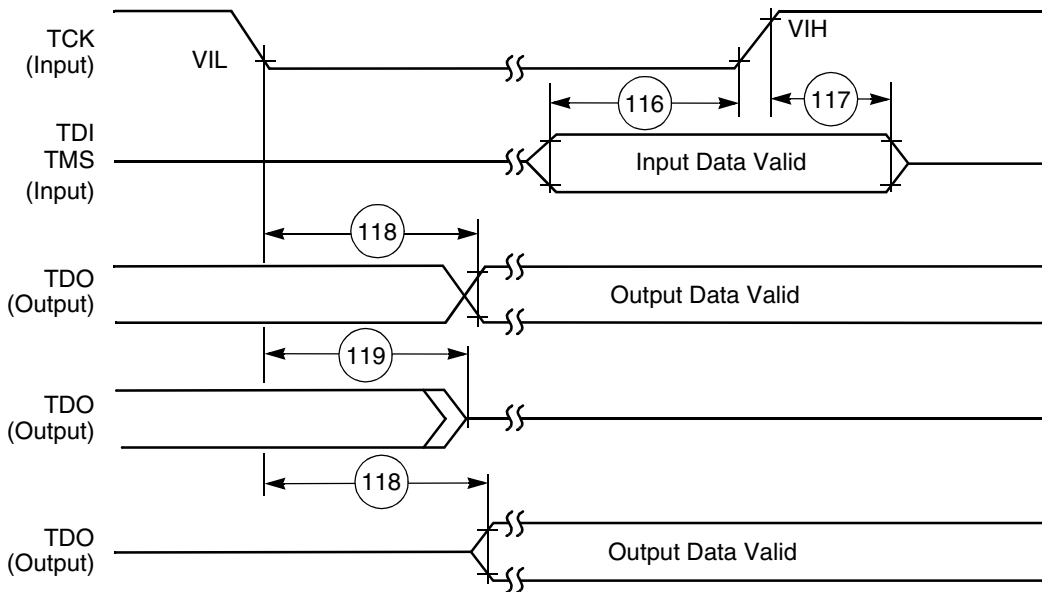 TCK
(Input)
VIL
VIH
116
117
TDI
TMS
(Input)
Input Data Valid
118
TDO
(Output)
Output Data Valid
119
TDO
(Output)
118
TDO
(Output)
Output Data Valid